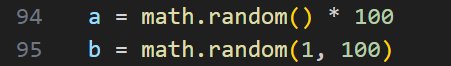 94 a = math.random() * 100
95 b = math.random(1, 100)